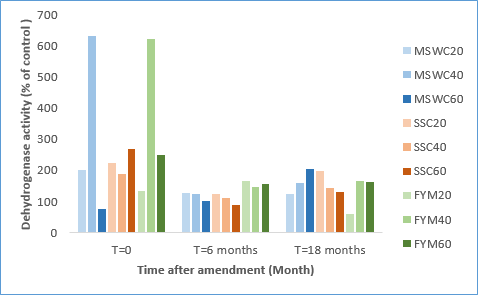 700
600
500
400
300
200
100
0
Dehydrogenase activity (% of control )
T=0
T=6 months
T=18 months
Time after amendment (Month)
MSWC20
MSWC40
MSWC60
SSC20
SSC40
SSC60
FYM20
FYM40
FYM60